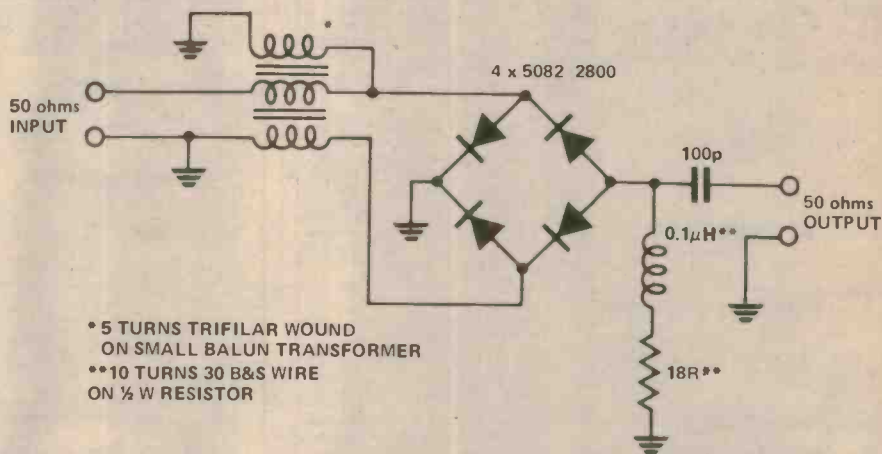 *
4 x 5082 2800
50 ohms
INPUT
100p
50 ohms
OUTPUT
0.1µH**
18R**
* 5 TURNS TRIFILAR WOUND
ON SMALL BALUN TRANSFORMER
**10 TURNS 30 B&S WIRE
ON ½ W RESISTOR